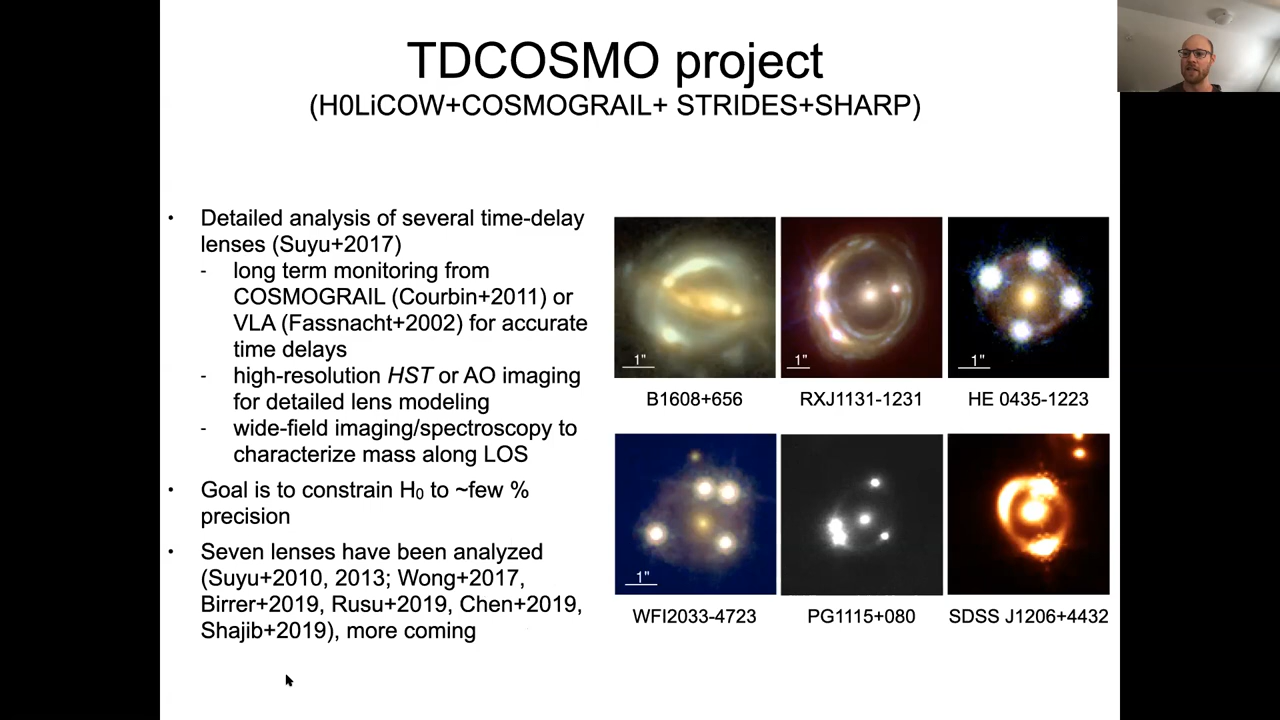 TDCOSMO project
(H0LiCOW+COSMOGRAIL+ STRIDES+SHARP)
• Detailed analysis of several time-delay
lenses (Suyu+2017)
- long term monitoring from
COSMOGRAIL (Courbin+2011) or
VLA (Fassnacht+2002) for accurate
time delays
- high-resolution HST or AO imaging
for detailed lens modeling
- wide-field imaging/spectroscopy to
characterize mass along LOS
• Goal is to constrain H₀ to ~few %
precision
• Seven lenses have been analyzed
(Suyu+2010, 2013; Wong+2017,
Birrer+2019, Rusu+2019, Chen+2019,
Shajib+2019), more coming
1" 1" 1"
B1608+656 RXJ1131-1231 HE 0435-1223
1"
WFI2033-4723 PG1115+080 SDSS J1206+4432